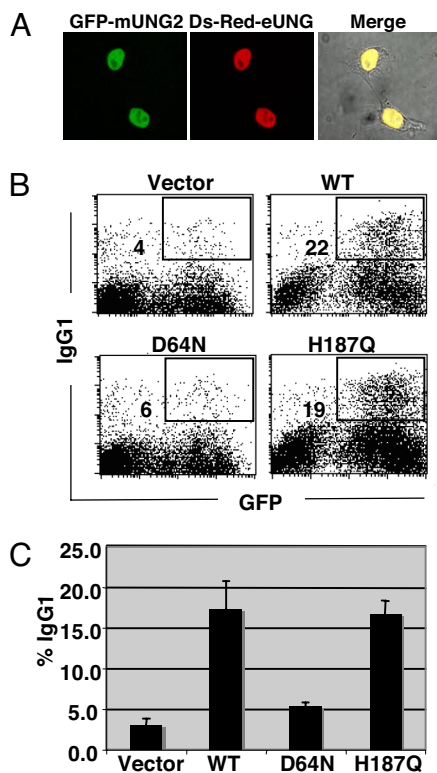 A
GFP-mUNG2 Ds-Red-eUNG Merge
B
Vector WT
4 22
D64N H187Q
6 19
IgG1
GFP
C
25.0
20.0
15.0
10.0
5.0
0.0
% IgG1
Vector WT D64N H187Q